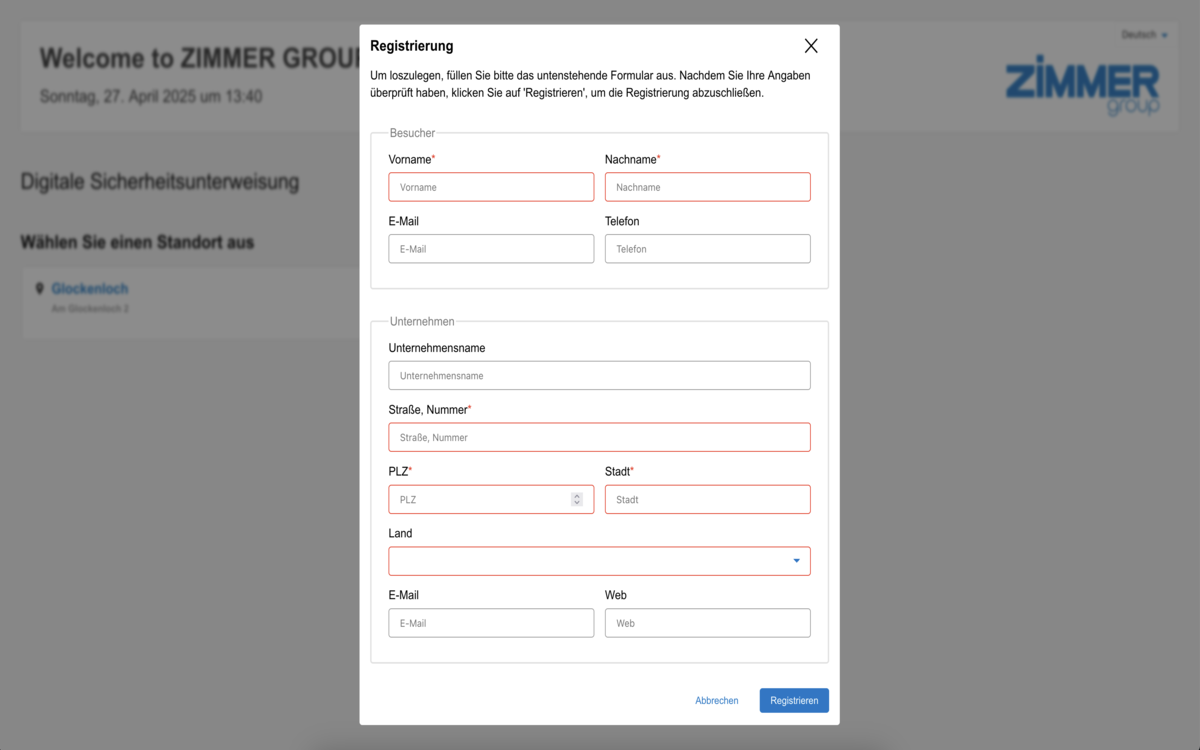 Welcome to ZIMMER GROUP
Sonntag, 27. April 2025 um 13:40
Deutsch
ZIMMER
group
Digitale Sicherheitsunterweisung
Wählen Sie einen Standort aus
Glockenloch
Am Glockenloch 2
Registrierung
Um loszulegen, füllen Sie bitte das untenstehende Formular aus. Nachdem Sie Ihre Angaben
überprüft haben, klicken Sie auf 'Registrieren', um die Registrierung abzuschließen.
Besucher
Vorname* Nachname*
Vorname Nachname
E-Mail Telefon
E-Mail Telefon
Unternehmen
Unternehmensname
Unternehmensname
Straße, Nummer*
Straße, Nummer
PLZ* Stadt*
PLZ Stadt
Land
E-Mail Web
E-Mail Web
Abbrechen Registrieren